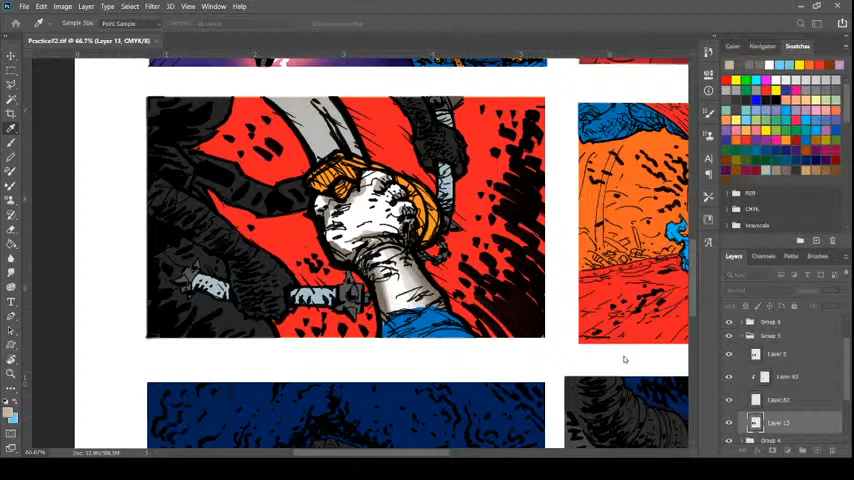 File Edit Image Layer Type Select Filter 3D View Window Help
Sample Size: Point Sample
Practice#2.tif @ 66.7% (Layer 13, CMYK/8)
Color Navigator Swatches
RGB
CMYK
Grayscale
Layers Channels Paths Brushes
Normal
Group 6
Group 5
Layer 9
Layer 83
Layer 82
Layer 13
Group 4
66.67%